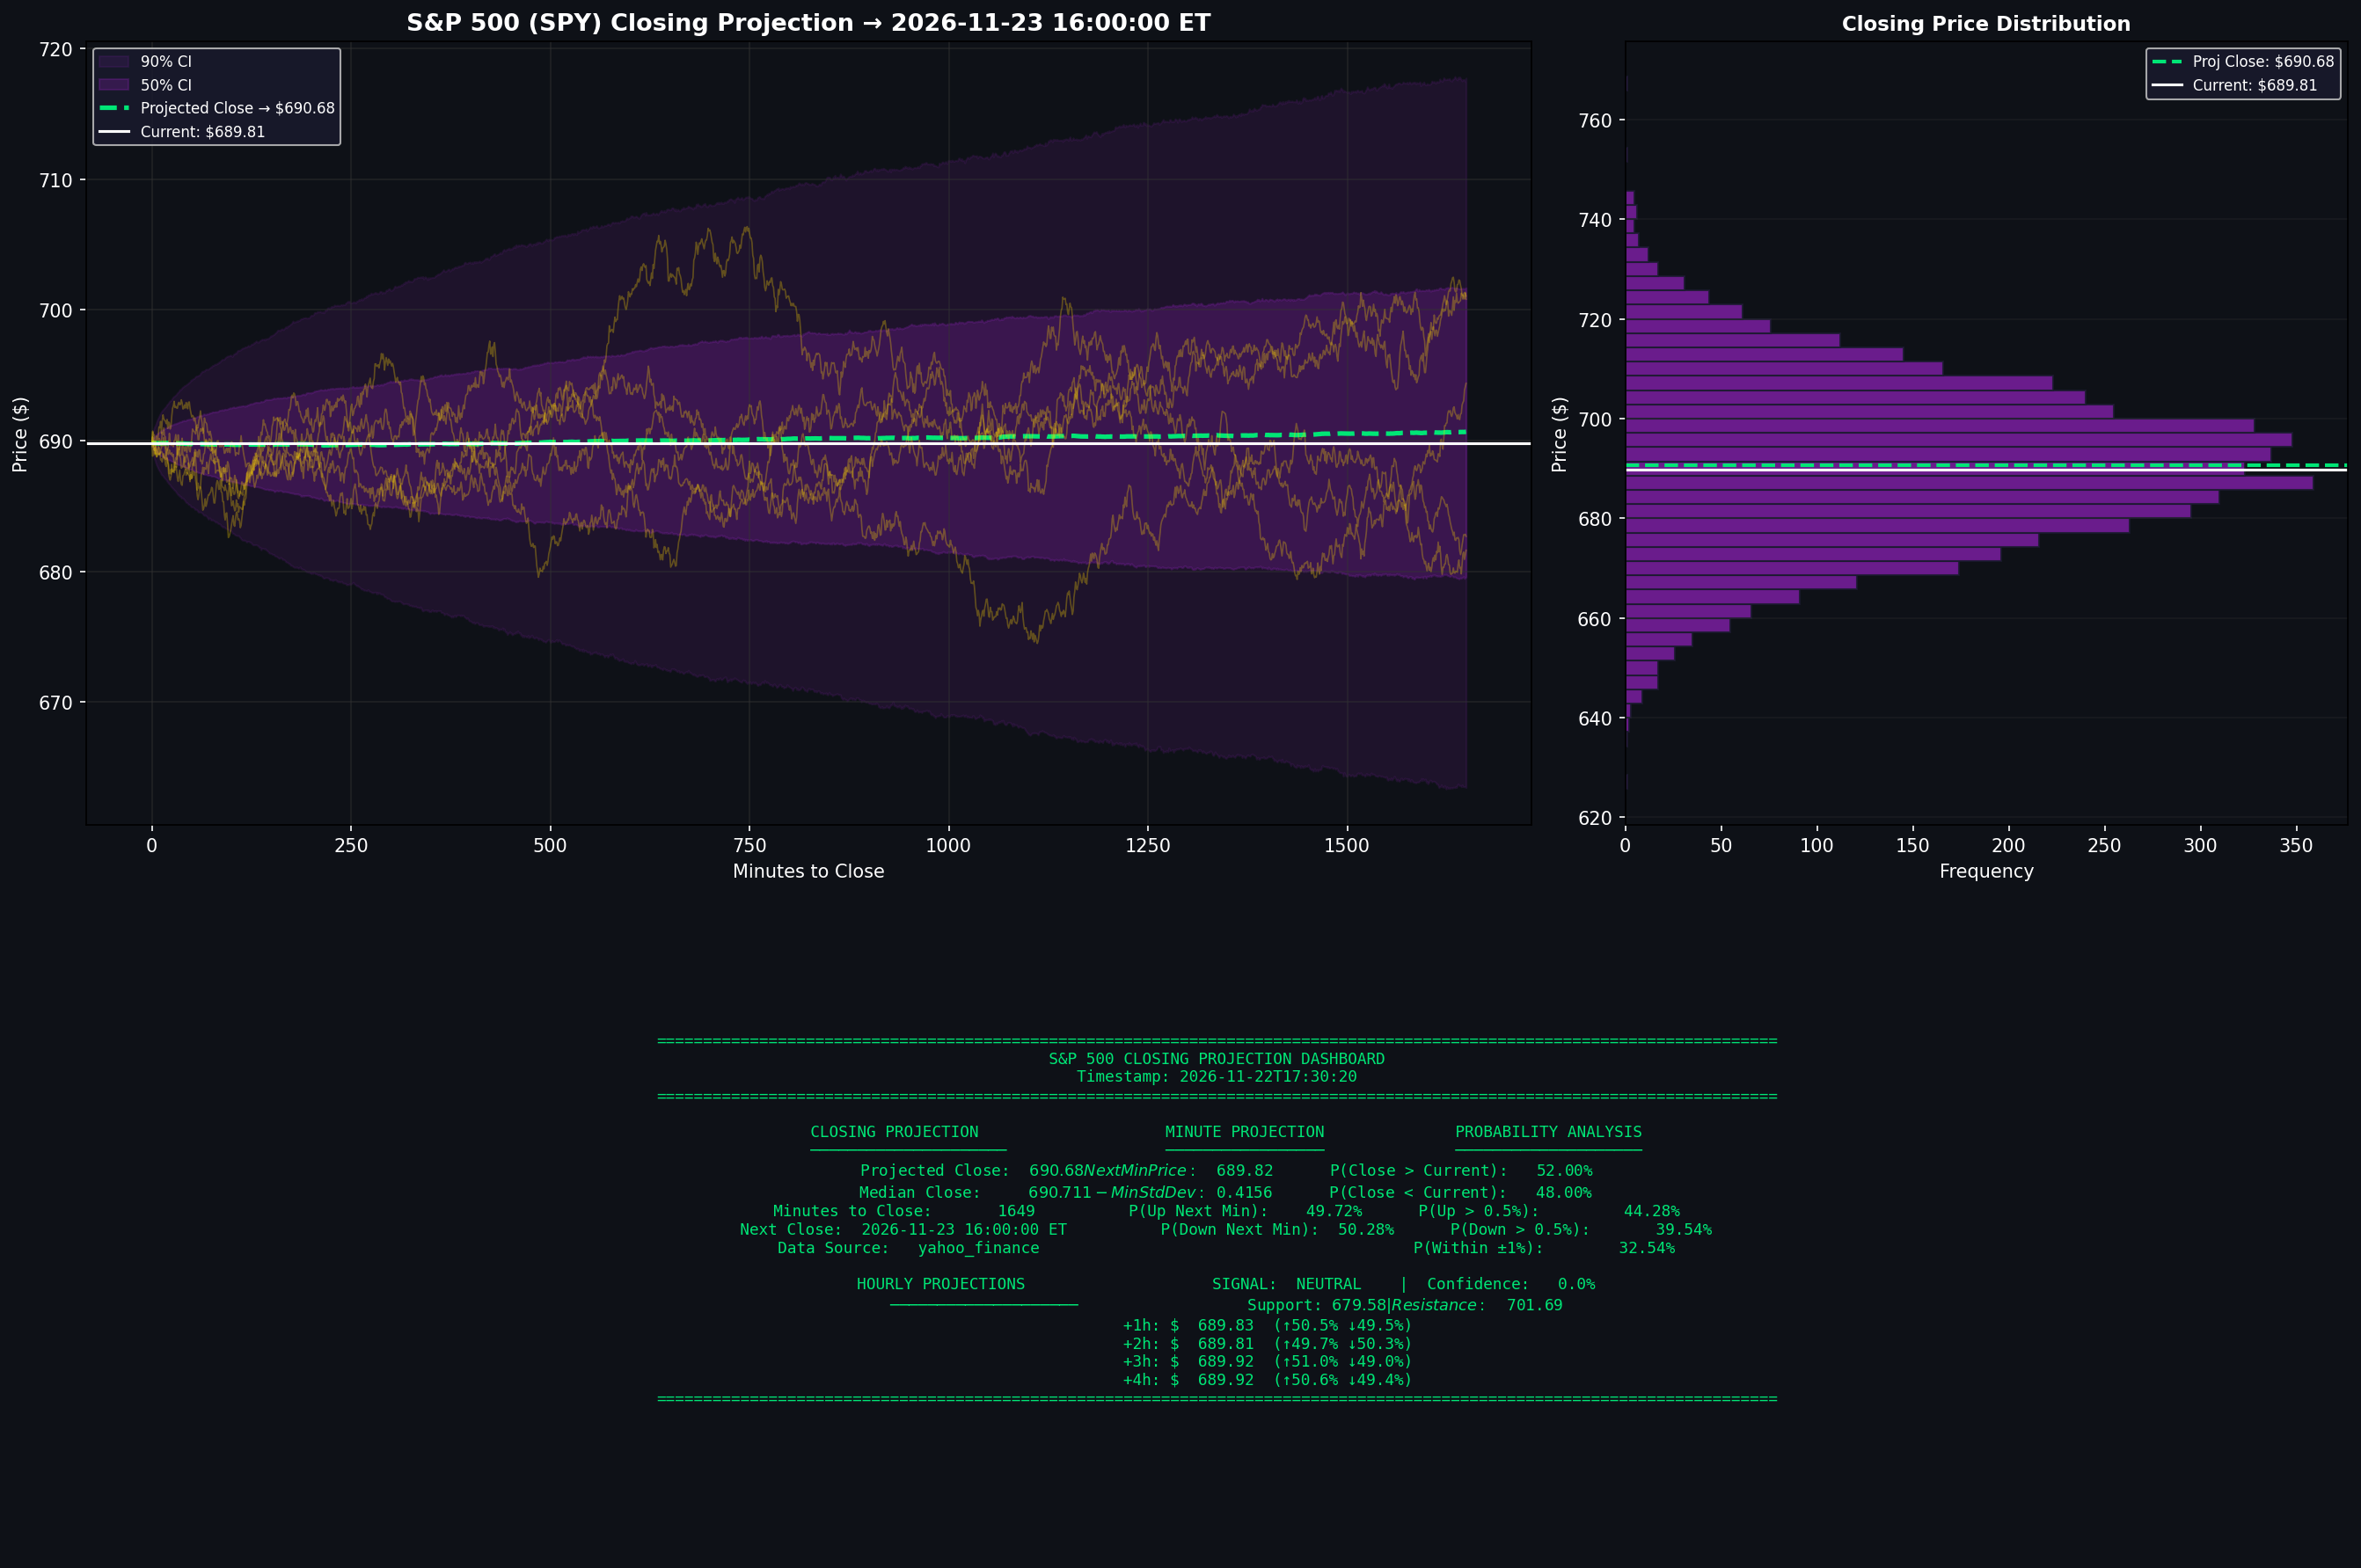 S&P 500 (SPY) Closing Projection → 2026-11-23 16:00:00 ET
90% CI
50% CI
Projected Close → $690.68
Current: $689.81
Price ($)
720
710
700
690
680
670
0 250 500 750 1000 1250 1500
Minutes to Close
Closing Price Distribution
Proj Close: $690.68
Current: $689.81
Price ($)
760
740
720
700
680
660
640
620
0 50 100 150 200 250 300 350
Frequency
================================================================================
S&P 500 CLOSING PROJECTION DASHBOARD
Timestamp: 2026-11-22T17:30:20
================================================================================
CLOSING PROJECTION MINUTE PROJECTION PROBABILITY ANALYSIS
Projected Close: 690.68NextMinPrice: 689.82 P(Close > Current): 52.00%
Median Close: 690.711−MinStdDev: 0.4156 P(Close < Current): 48.00%
Minutes to Close: 1649 P(Up Next Min): 49.72% P(Up > 0.5%): 44.28%
Next Close: 2026-11-23 16:00:00 ET P(Down Next Min): 50.28% P(Down > 0.5%): 39.54%
Data Source: yahoo_finance P(Within ±1%): 32.54%
HOURLY PROJECTIONS SIGNAL: NEUTRAL | Confidence: 0.0%
Support: 679.58|Resistance: 701.69
+1h: $ 689.83 (↑50.5% ↓49.5%)
+2h: $ 689.81 (↑49.7% ↓50.3%)
+3h: $ 689.92 (↑51.0% ↓49.0%)
+4h: $ 689.92 (↑50.6% ↓49.4%)
================================================================================